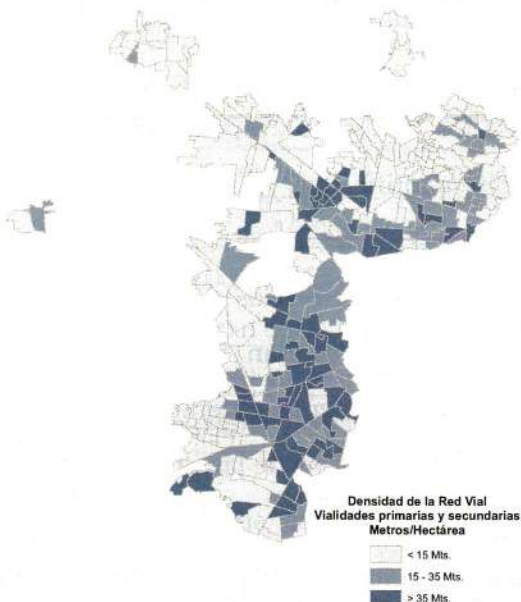 Densidad de la Red Vial
Vialidades primarias y secundarias
Metros/Hectárea
< 15 Mts.
15 - 35 Mts.
> 35 Mts.